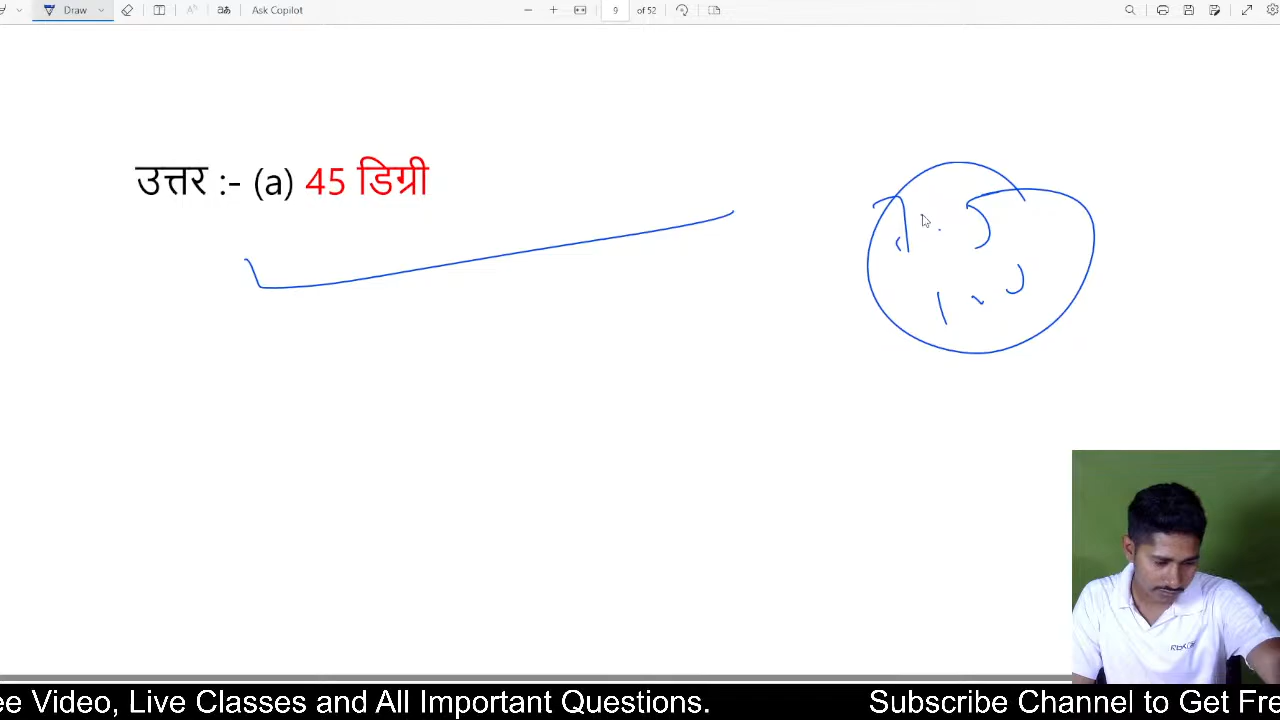 Draw
Ask Copilot
9 of 52
उत्तर :- (a) 45 डिग्री
ee Video, Live Classes and All Important Questions. Subscribe Channel to Get Fre